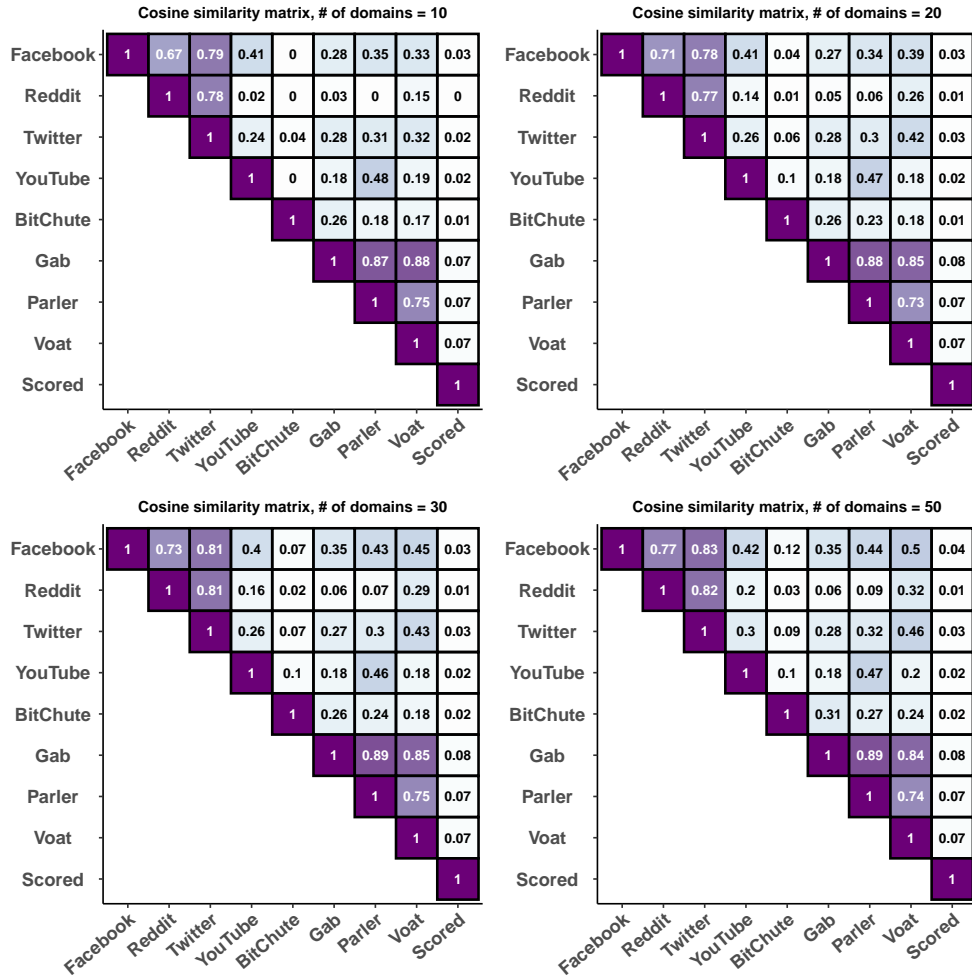 Cosine similarity matrix, # of domains = 10
Facebook 1 0.67 0.79 0.41 0 0.28 0.35 0.33 0.03
Reddit 1 0.78 0.02 0 0.03 0 0.15 0
Twitter 1 0.24 0.04 0.28 0.31 0.32 0.02
YouTube 1 0 0.18 0.48 0.19 0.02
BitChute 1 0.26 0.18 0.17 0.01
Gab 1 0.87 0.88 0.07
Parler 1 0.75 0.07
Voat 1 0.07
Scored 1
Facebook Reddit Twitter YouTube BitChute Gab Parler Voat Scored
Cosine similarity matrix, # of domains = 20
Facebook 1 0.71 0.78 0.41 0.04 0.27 0.34 0.39 0.03
Reddit 1 0.77 0.14 0.01 0.05 0.06 0.26 0.01
Twitter 1 0.26 0.06 0.28 0.3 0.42 0.03
YouTube 1 0.1 0.18 0.47 0.18 0.02
BitChute 1 0.26 0.23 0.18 0.01
Gab 1 0.88 0.85 0.08
Parler 1 0.73 0.07
Voat 1 0.07
Scored 1
Facebook Reddit Twitter YouTube BitChute Gab Parler Voat Scored
Cosine similarity matrix, # of domains = 30
Facebook 1 0.73 0.81 0.4 0.07 0.35 0.43 0.45 0.03
Reddit 1 0.81 0.16 0.02 0.06 0.07 0.29 0.01
Twitter 1 0.26 0.07 0.27 0.3 0.43 0.03
YouTube 1 0.1 0.18 0.46 0.18 0.02
BitChute 1 0.26 0.24 0.18 0.02
Gab 1 0.89 0.85 0.08
Parler 1 0.75 0.07
Voat 1 0.07
Scored 1
Facebook Reddit Twitter YouTube BitChute Gab Parler Voat Scored
Cosine similarity matrix, # of domains = 50
Facebook 1 0.77 0.83 0.42 0.12 0.35 0.44 0.5 0.04
Reddit 1 0.82 0.2 0.03 0.06 0.09 0.32 0.01
Twitter 1 0.3 0.09 0.28 0.32 0.46 0.03
YouTube 1 0.1 0.18 0.47 0.2 0.02
BitChute 1 0.31 0.27 0.24 0.02
Gab 1 0.89 0.84 0.08
Parler 1 0.74 0.07
Voat 1 0.07
Scored 1
Facebook Reddit Twitter YouTube BitChute Gab Parler Voat Scored